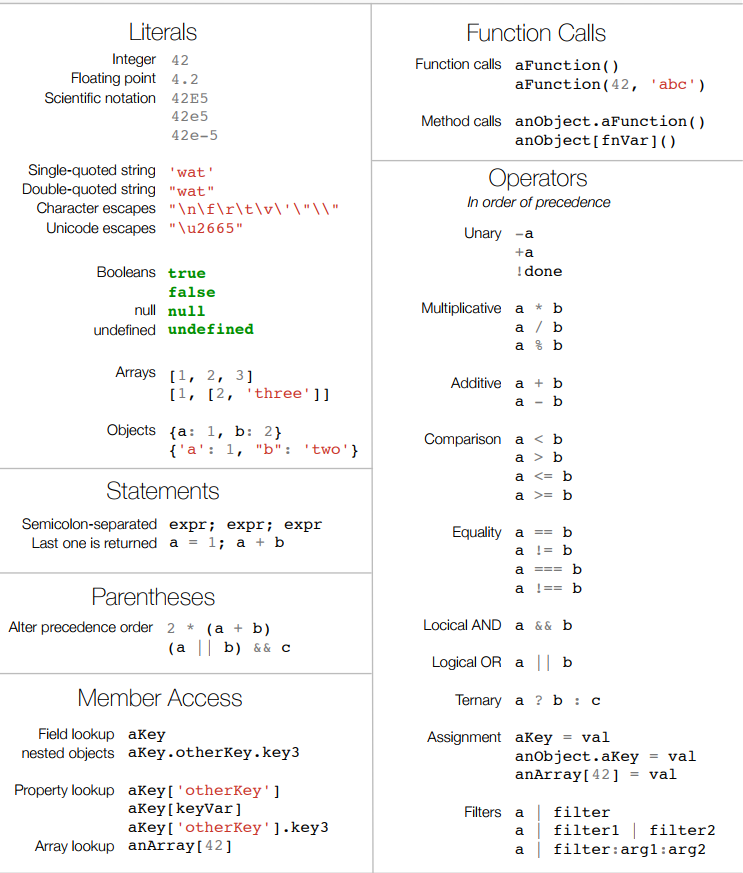 Literals
Integer 42
Floating point 4.2
Scientific notation 42E5
42e5
42e-5
Single-quoted string 'wat'
Double-quoted string "wat"
Character escapes "\n\f\r\t\v\'\"\\"
Unicode escapes "\u2665"
Booleans true
false
null null
undefined undefined
Arrays [1, 2, 3]
[1, [2, 'three']]
Objects {a: 1, b: 2}
{'a': 1, "b": 'two'}
Statements
Semicolon-separated expr; expr; expr
Last one is returned a = 1; a + b
Parentheses
Alter precedence order 2 * (a + b)
(a || b) && c
Member Access
Field lookup aKey
nested objects aKey.otherKey.key3
Property lookup aKey['otherKey']
aKey[keyVar]
aKey['otherKey'].key3
Array lookup anArray[42]
Function Calls
Function calls aFunction()
aFunction(42, 'abc')
Method calls anObject.aFunction()
anObject[fnVar]()
Operators
In order of precedence
Unary -a
+a
!done
Multiplicative a * b
a / b
a % b
Additive a + b
a - b
Comparison a < b
a > b
a <= b
a >= b
Equality a == b
a != b
a === b
a !== b
Locical AND a && b
Logical OR a || b
Ternary a ? b : c
Assignment aKey = val
anObject.aKey = val
anArray[42] = val
Filters a | filter
a | filter1 | filter2
a | filter:arg1:arg2